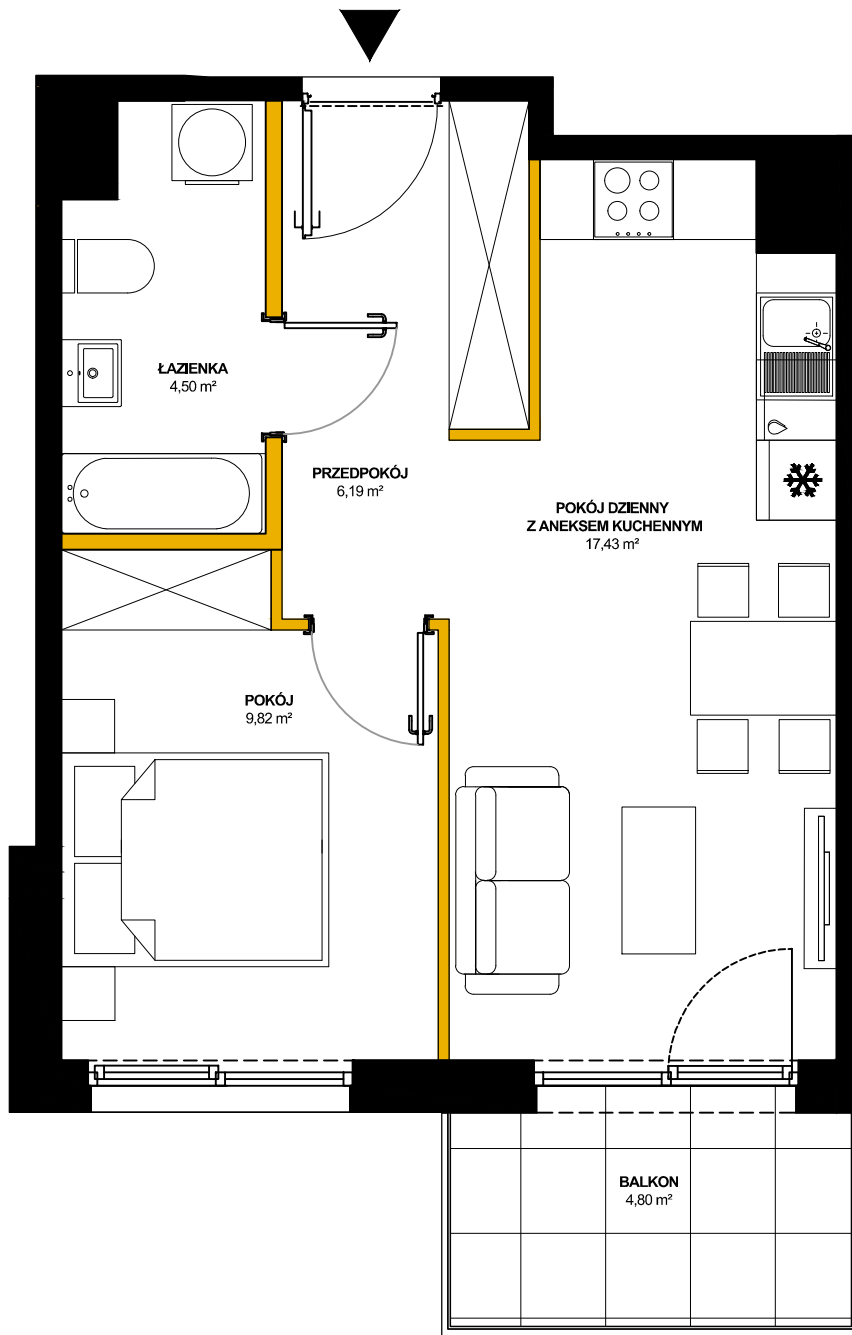 ŁAZIENKA
4,50 m²
PRZEDPOKÓJ
6,19 m²
POKÓJ DZIENNY
Z ANEKSEM KUCHENNYM
17,43 m²
POKÓJ
9,82 m²
BALKON
4,80 m²